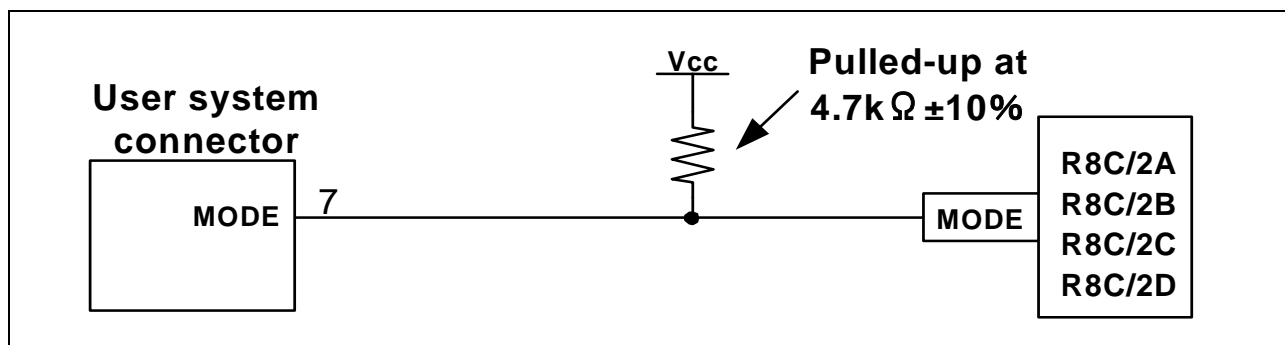 User system
connector
MODE
7
Vcc
Pulled-up at
4.7kΩ ±10%
MODE
R8C/2A
R8C/2B
R8C/2C
R8C/2D